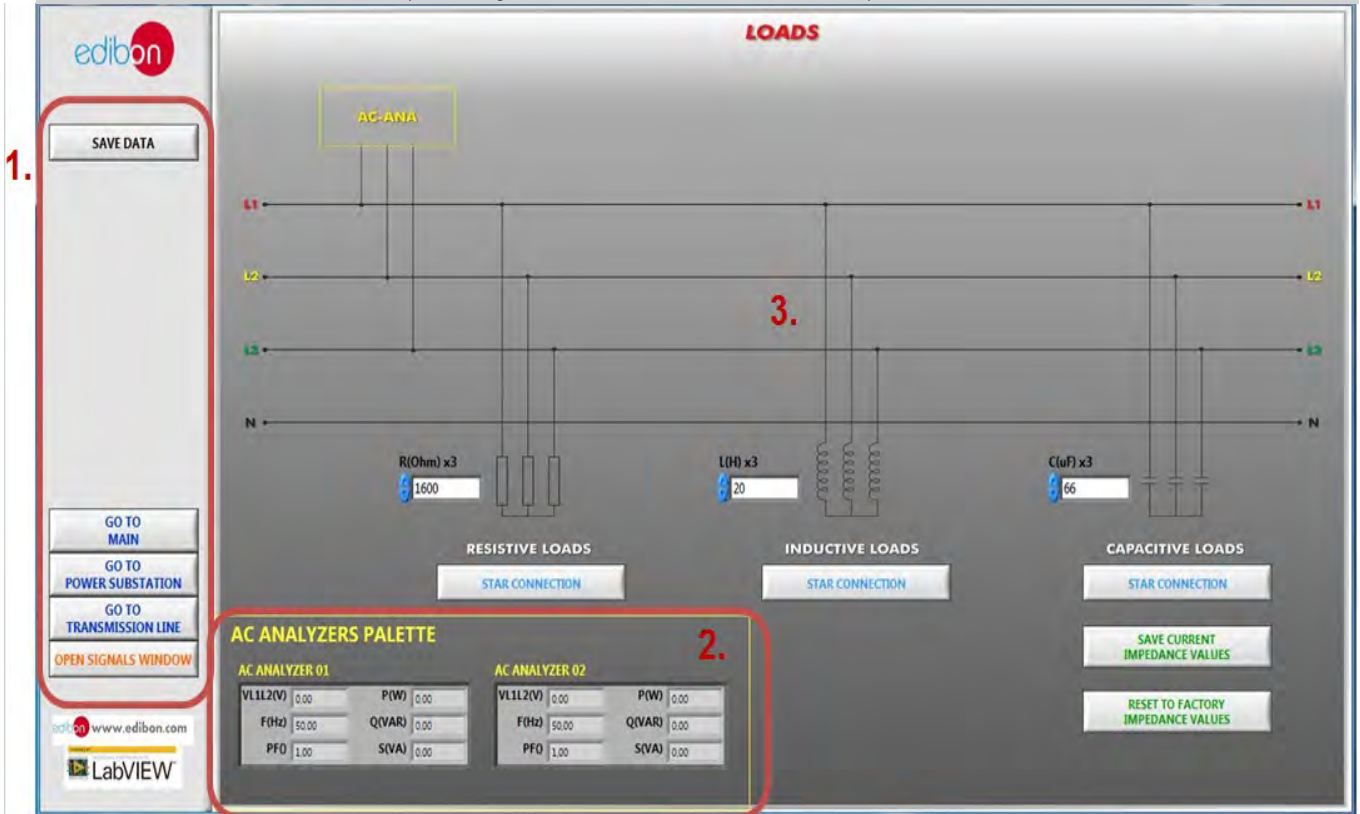 LOADS
edibon
1.
SAVE DATA
AC-ANA
L1
L1
L2
L2
3.
L3
L3
N
N
R(Ohm) x3
1600
L(H) x3
20
C(uF) x3
66
RESISTIVE LOADS
INDUCTIVE LOADS
CAPACITIVE LOADS
STAR CONNECTION
STAR CONNECTION
STAR CONNECTION
GO TO
MAIN
GO TO
POWER SUBSTATION
GO TO
TRANSMISSION LINE
OPEN SIGNALS WINDOW
edibon www.edibon.com
LabVIEW
AC ANALYZERS PALETTE
2.
AC ANALYZER 01
VL1L2(V) 0.00 P(W) 0.00
F(Hz) 50.00 Q(VAR) 0.00
PF() 1.00 S(VA) 0.00
AC ANALYZER 02
VL1L2(V) 0.00 P(W) 0.00
F(Hz) 50.00 Q(VAR) 0.00
PF() 1.00 S(VA) 0.00
SAVE CURRENT
IMPEDANCE VALUES
RESET TO FACTORY
IMPEDANCE VALUES